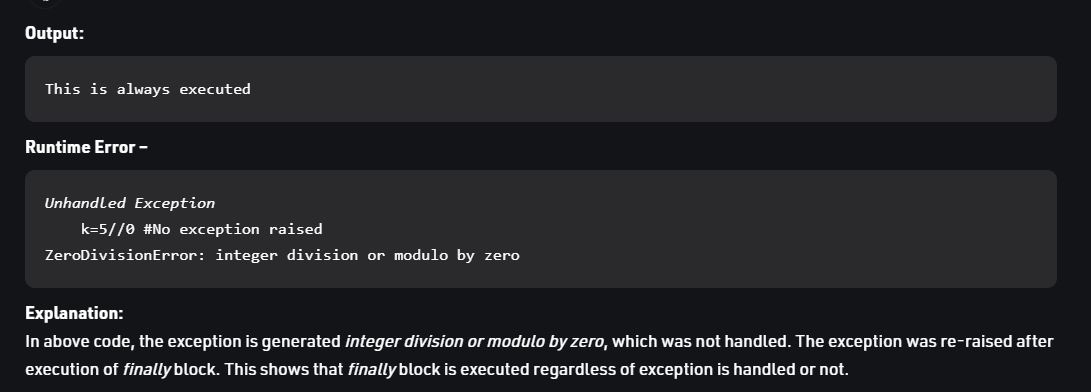 Output:
This is always executed
Runtime Error –
Unhandled Exception
k=5//0 #No exception raised
ZeroDivisionError: integer division or modulo by zero
Explanation:
In above code, the exception is generated integer division or modulo by zero, which was not handled. The exception was re-raised after
execution of finally block. This shows that finally block is executed regardless of exception is handled or not.